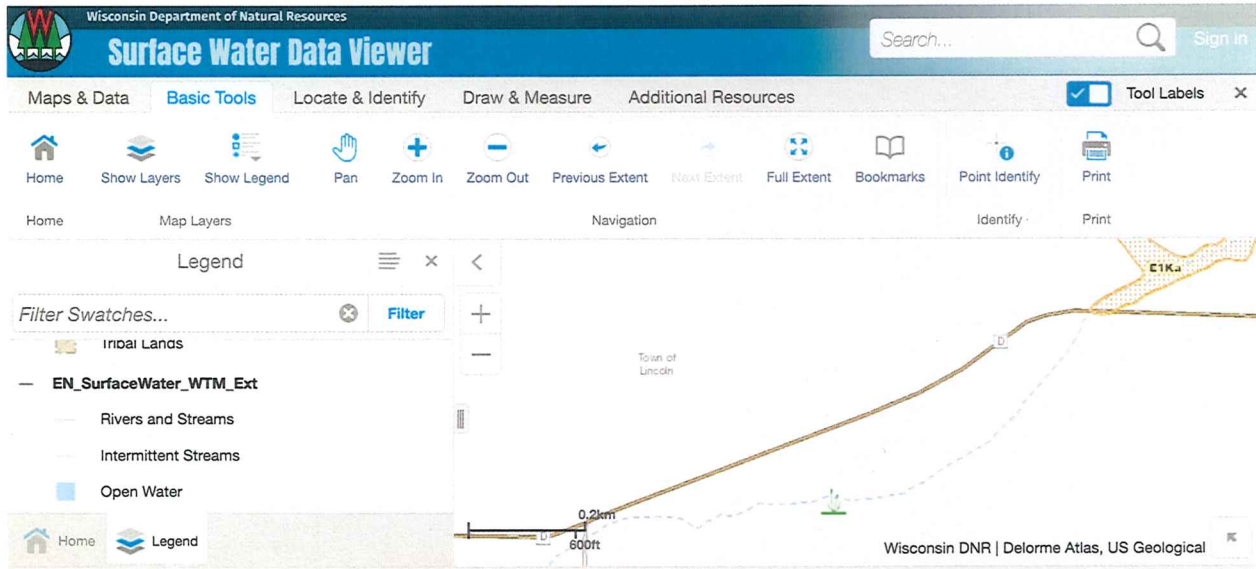 Wisconsin Department of Natural Resources
Surface Water Data Viewer
Search...
Sign in
Maps & Data
Basic Tools
Locate & Identify
Draw & Measure
Additional Resources
Tool Labels
Home
Show Layers
Show Legend
Pan
Zoom In
Zoom Out
Previous Extent
Next Extent
Full Extent
Bookmarks
Point Identify
Print
Home
Map Layers
Navigation
Identify
Print
Legend
Filter Swatches...
Filter
Tribal Lands
EN_SurfaceWater_WTM_Ext
Rivers and Streams
Intermittent Streams
Open Water
Home
Legend
E1Ka
D
Town of
Lincoln
0.2km
D
600ft
Wisconsin DNR | Delorme Atlas, US Geological